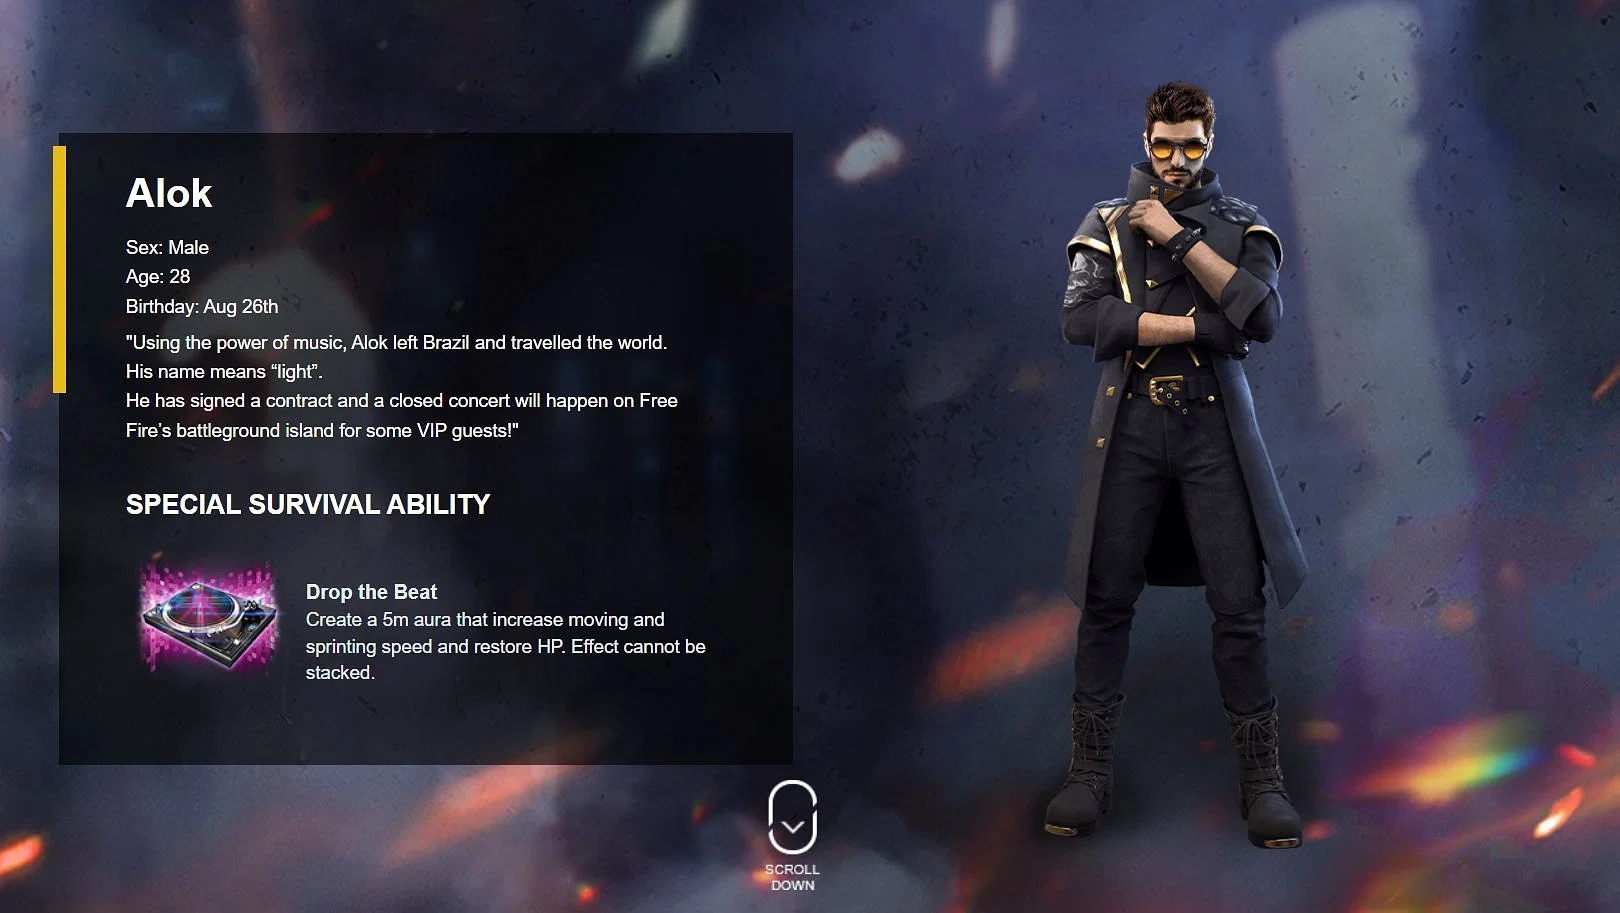 Alok
Sex: Male
Age: 28
Birthday: Aug 26th
"Using the power of music, Alok left Brazil and travelled the world.
His name means “light”.
He has signed a contract and a closed concert will happen on Free
Fire’s battleground island for some VIP guests!"
SPECIAL SURVIVAL ABILITY
Drop the Beat
Create a 5m aura that increase moving and
sprinting speed and restore HP. Effect cannot be
stacked.
SCROLL
DOWN